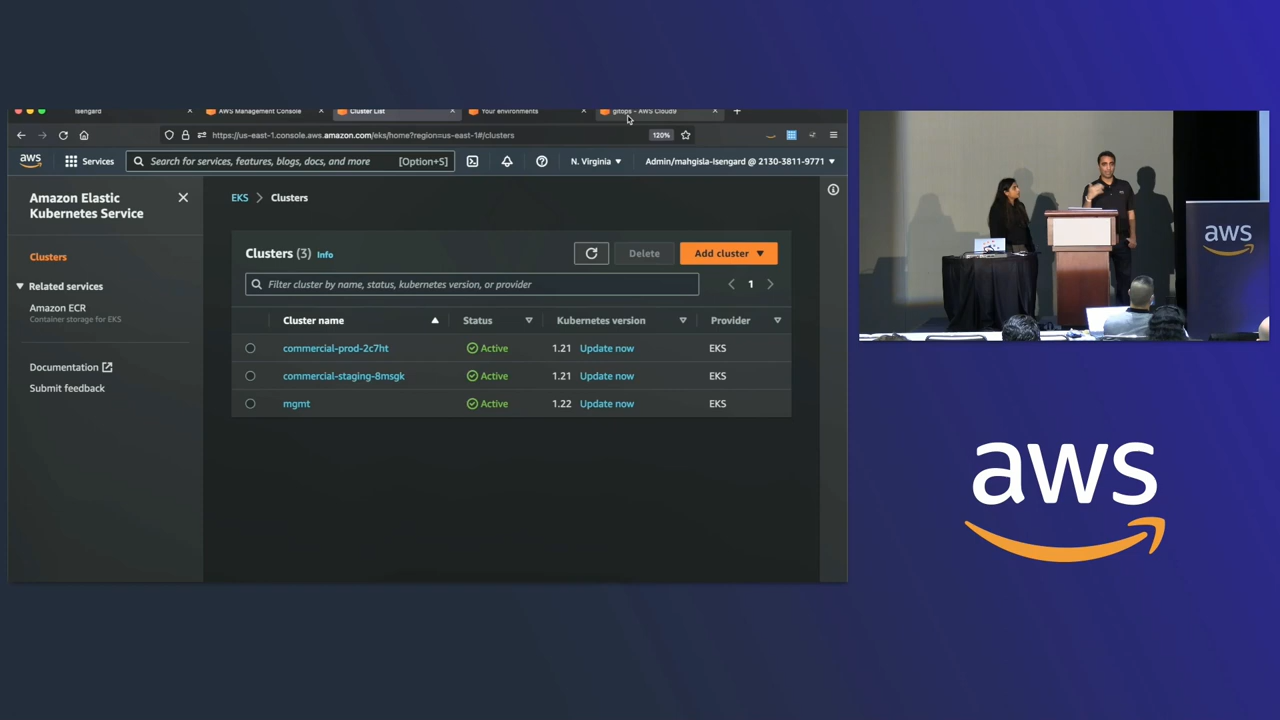 Isengard
AWS Management Console
Cluster List
Your environments
gitops - AWS Cloud9
https://us-east-1.console.aws.amazon.com/eks/home?region=us-east-1#/clusters
120%
aws
Services
Search for services, features, blogs, docs, and more
[Option+S]
N. Virginia
Admin/mahgisla-Isengard @ 2130-3811-9771
Amazon Elastic
Kubernetes Service
Clusters
Related services
Amazon ECR
Container storage for EKS
Documentation
Submit feedback
EKS
Clusters
Clusters (3) Info
Delete
Add cluster
Filter cluster by name, status, kubernetes version, or provider
1
Cluster name
Status
Kubernetes version
Provider
commercial-prod-2c7ht
Active
1.21
Update now
EKS
commercial-staging-8msgk
Active
1.21
Update now
EKS
mgmt
Active
1.22
Update now
EKS
aws
aws